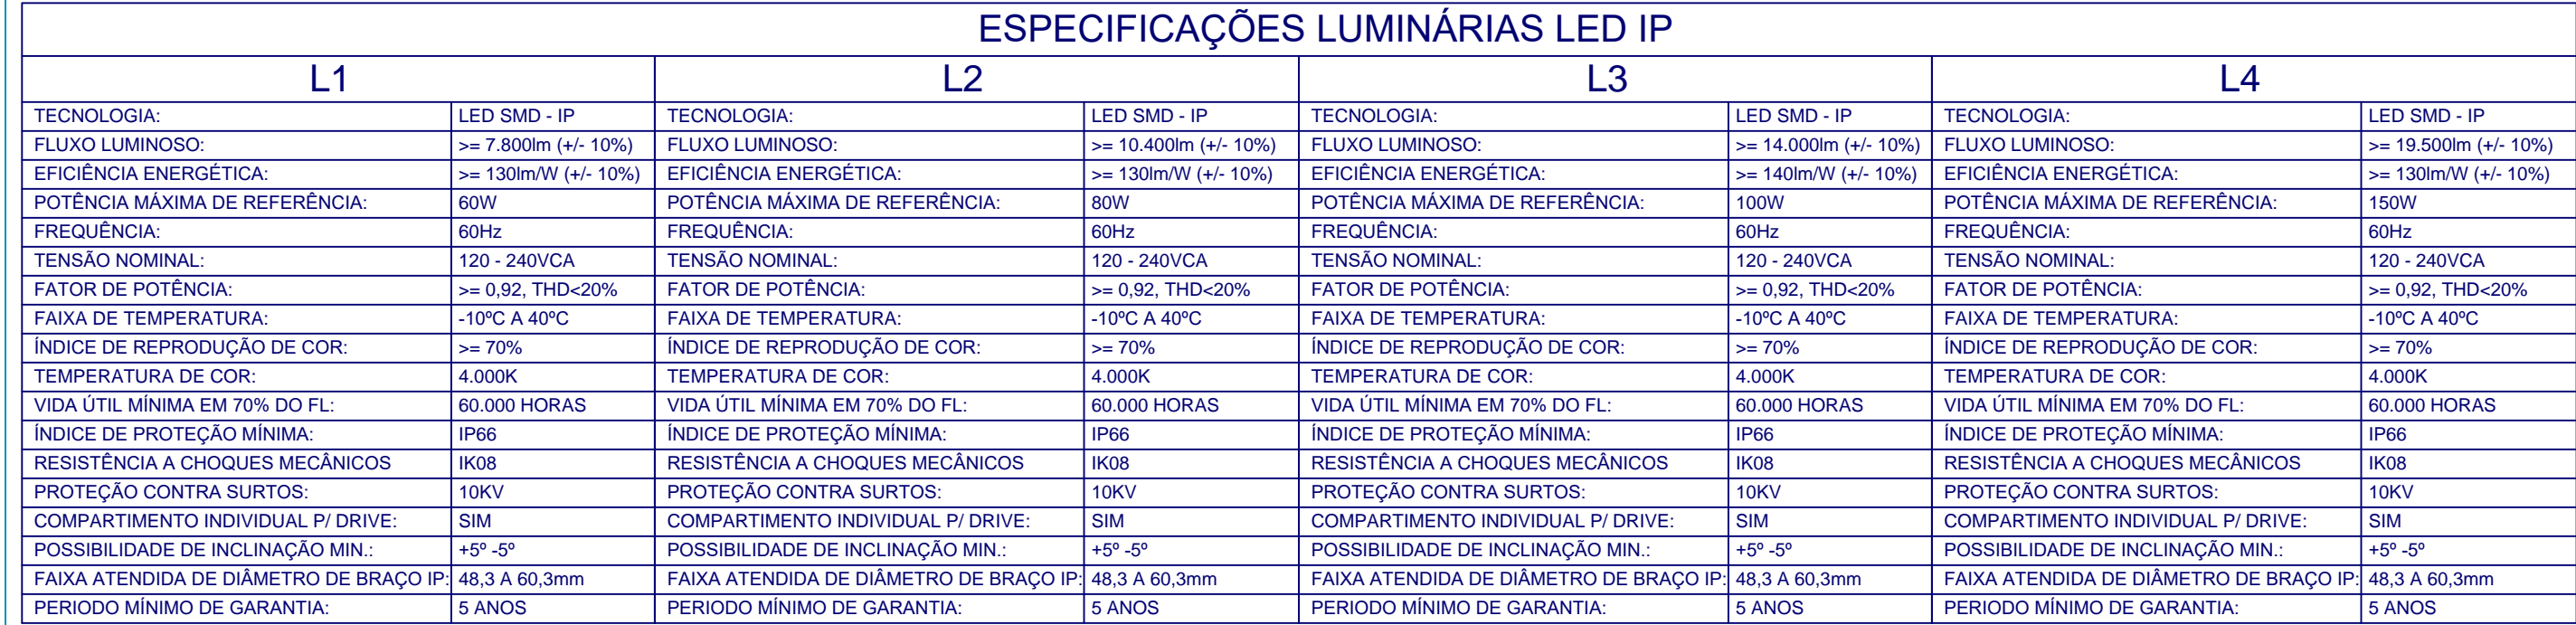 ESPECIFICAÇÕES LUMINÁRIAS LED IP
L1 L2 L3 L4
TECNOLOGIA: LED SMD - IP TECNOLOGIA: LED SMD - IP TECNOLOGIA: LED SMD - IP TECNOLOGIA: LED SMD - IP
FLUXO LUMINOSO: >= 7.800lm (+/- 10%) FLUXO LUMINOSO: >= 10.400lm (+/- 10%) FLUXO LUMINOSO: >= 14.000lm (+/- 10%) FLUXO LUMINOSO: >= 19.500lm (+/- 10%)
EFICIÊNCIA ENERGÉTICA: >= 130lm/W (+/- 10%) EFICIÊNCIA ENERGÉTICA: >= 130lm/W (+/- 10%) EFICIÊNCIA ENERGÉTICA: >= 140lm/W (+/- 10%) EFICIÊNCIA ENERGÉTICA: >= 130lm/W (+/- 10%)
POTÊNCIA MÁXIMA DE REFERÊNCIA: 60W POTÊNCIA MÁXIMA DE REFERÊNCIA: 80W POTÊNCIA MÁXIMA DE REFERÊNCIA: 100W POTÊNCIA MÁXIMA DE REFERÊNCIA: 150W
FREQUÊNCIA: 60Hz FREQUÊNCIA: 60Hz FREQUÊNCIA: 60Hz FREQUÊNCIA: 60Hz
TENSÃO NOMINAL: 120 - 240VCA TENSÃO NOMINAL: 120 - 240VCA TENSÃO NOMINAL: 120 - 240VCA TENSÃO NOMINAL: 120 - 240VCA
FATOR DE POTÊNCIA: >= 0,92, THD<20% FATOR DE POTÊNCIA: >= 0,92, THD<20% FATOR DE POTÊNCIA: >= 0,92, THD<20% FATOR DE POTÊNCIA: >= 0,92, THD<20%
FAIXA DE TEMPERATURA: -10ºC A 40ºC FAIXA DE TEMPERATURA: -10ºC A 40ºC FAIXA DE TEMPERATURA: -10ºC A 40ºC FAIXA DE TEMPERATURA: -10ºC A 40ºC
ÍNDICE DE REPRODUÇÃO DE COR: >= 70% ÍNDICE DE REPRODUÇÃO DE COR: >= 70% ÍNDICE DE REPRODUÇÃO DE COR: >= 70% ÍNDICE DE REPRODUÇÃO DE COR: >= 70%
TEMPERATURA DE COR: 4.000K TEMPERATURA DE COR: 4.000K TEMPERATURA DE COR: 4.000K TEMPERATURA DE COR: 4.000K
VIDA ÚTIL MÍNIMA EM 70% DO FL: 60.000 HORAS VIDA ÚTIL MÍNIMA EM 70% DO FL: 60.000 HORAS VIDA ÚTIL MÍNIMA EM 70% DO FL: 60.000 HORAS VIDA ÚTIL MÍNIMA EM 70% DO FL: 60.000 HORAS
ÍNDICE DE PROTEÇÃO MÍNIMA: IP66 ÍNDICE DE PROTEÇÃO MÍNIMA: IP66 ÍNDICE DE PROTEÇÃO MÍNIMA: IP66 ÍNDICE DE PROTEÇÃO MÍNIMA: IP66
RESISTÊNCIA A CHOQUES MECÂNICOS IK08 RESISTÊNCIA A CHOQUES MECÂNICOS IK08 RESISTÊNCIA A CHOQUES MECÂNICOS IK08 RESISTÊNCIA A CHOQUES MECÂNICOS IK08
PROTEÇÃO CONTRA SURTOS: 10KV PROTEÇÃO CONTRA SURTOS: 10KV PROTEÇÃO CONTRA SURTOS: 10KV PROTEÇÃO CONTRA SURTOS: 10KV
COMPARTIMENTO INDIVIDUAL P/ DRIVE: SIM COMPARTIMENTO INDIVIDUAL P/ DRIVE: SIM COMPARTIMENTO INDIVIDUAL P/ DRIVE: SIM COMPARTIMENTO INDIVIDUAL P/ DRIVE: SIM
POSSIBILIDADE DE INCLINAÇÃO MIN.: +5º -5º POSSIBILIDADE DE INCLINAÇÃO MIN.: +5º -5º POSSIBILIDADE DE INCLINAÇÃO MIN.: +5º -5º POSSIBILIDADE DE INCLINAÇÃO MIN.: +5º -5º
FAIXA ATENDIDA DE DIÂMETRO DE BRAÇO IP: 48,3 A 60,3mm FAIXA ATENDIDA DE DIÂMETRO DE BRAÇO IP: 48,3 A 60,3mm FAIXA ATENDIDA DE DIÂMETRO DE BRAÇO IP: 48,3 A 60,3mm FAIXA ATENDIDA DE DIÂMETRO DE BRAÇO IP: 48,3 A 60,3mm
PERIODO MÍNIMO DE GARANTIA: 5 ANOS PERIODO MÍNIMO DE GARANTIA: 5 ANOS PERIODO MÍNIMO DE GARANTIA: 5 ANOS PERIODO MÍNIMO DE GARANTIA: 5 ANOS